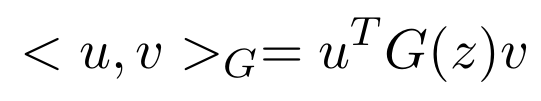 < u, v >_G = u^T G(z)v